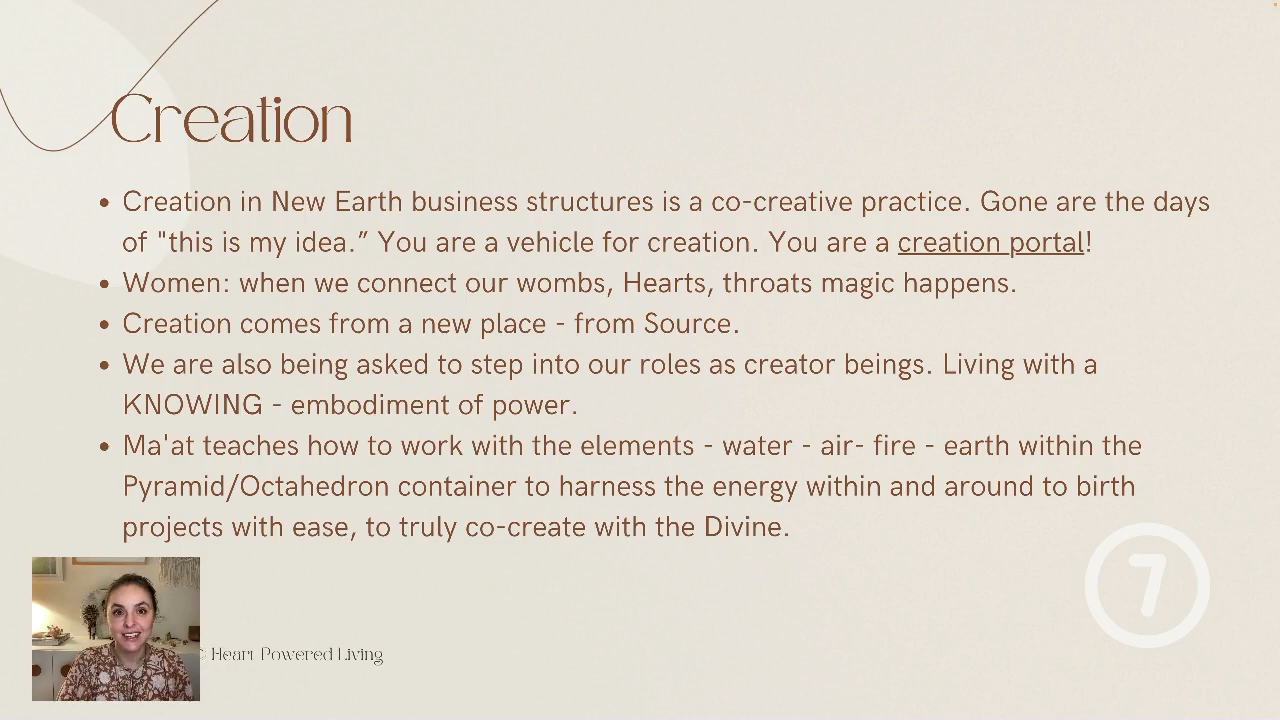 Creation
• Creation in New Earth business structures is a co-creative practice. Gone are the days
of "this is my idea.” You are a vehicle for creation. You are a creation portal!
• Women: when we connect our wombs, Hearts, throats magic happens.
• Creation comes from a new place - from Source.
• We are also being asked to step into our roles as creator beings. Living with a
KNOWING - embodiment of power.
• Ma'at teaches how to work with the elements - water - air- fire - earth within the
Pyramid/Octahedron container to harness the energy within and around to birth
projects with ease, to truly co-create with the Divine.
7
© Heart Powered Living